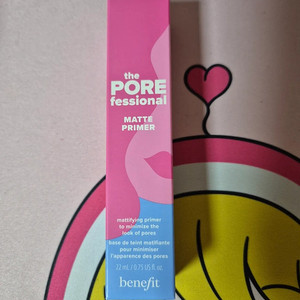 the
PORE
fessional
MATTE
PRIMER
mattifying primer
to minimize the
look of pores
base de teint matifiante
pour minimiser
l'apparence des pores
22 mL / 0.75 US fl. oz.
benefit